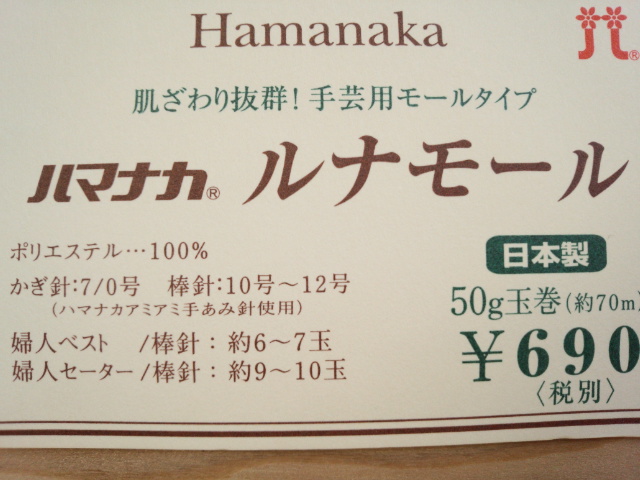 Hamanaka
肌ざわり抜群!手芸用モールタイプ
ハマナカ® ルナモール
ポリエステル…100%
日本製
かぎ針:7/0号 棒針:10号〜12号
(ハマナカアミアミ手あみ針使用)
50g玉巻(約70m)
婦人ベスト /棒針:約6〜7玉
¥690
婦人セーター/棒針:約9〜10玉
〈税別〉